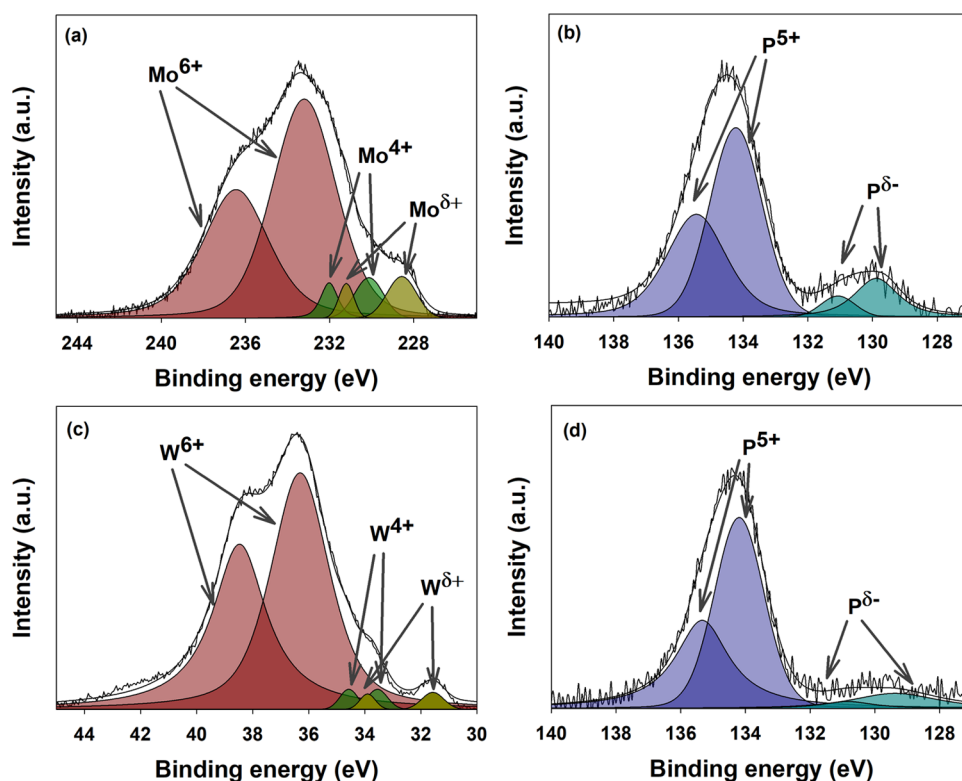 (a)
Mo6+
Mo4+
Moδ+
Intensity (a.u.)
244 240 236 232 228
Binding energy (eV)
(b)
P5+
Pδ-
Intensity (a.u.)
140 138 136 134 132 130 128
Binding energy (eV)
(c)
W6+
W4+
Wδ+
Intensity (a.u.)
44 42 40 38 36 34 32 30
Binding energy (eV)
(d)
P5+
Pδ-
Intensity (a.u.)
140 138 136 134 132 130 128
Binding energy (eV)